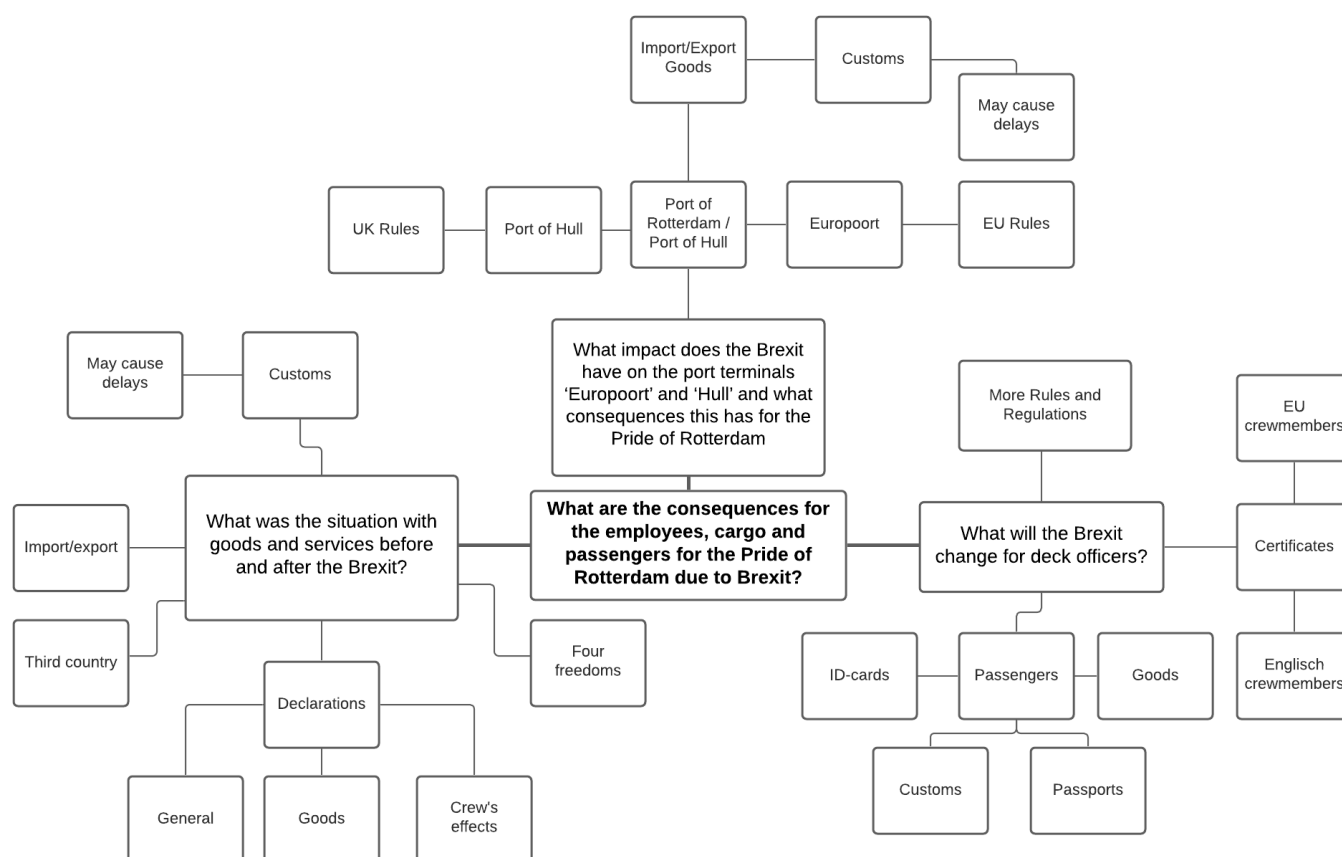 Import/Export
Goods
Customs
May cause
delays
UK Rules
Port of Hull
Port of
Rotterdam /
Port of Hull
Europoort
EU Rules
What impact does the Brexit
have on the port terminals
‘Europoort’ and ‘Hull’ and what
consequences this has for the
Pride of Rotterdam
May cause
delays
Customs
More Rules and
Regulations
EU
crewmembers
What was the situation with
goods and services before
and after the Brexit?
Import/export
What are the consequences for
the employees, cargo and
passengers for the Pride of
Rotterdam due to Brexit?
What will the Brexit
change for deck officers?
Certificates
Third country
Four
freedoms
Declarations
ID-cards
Passengers
Goods
Englisch
crewmembers
General
Goods
Crew's
effects
Customs
Passports